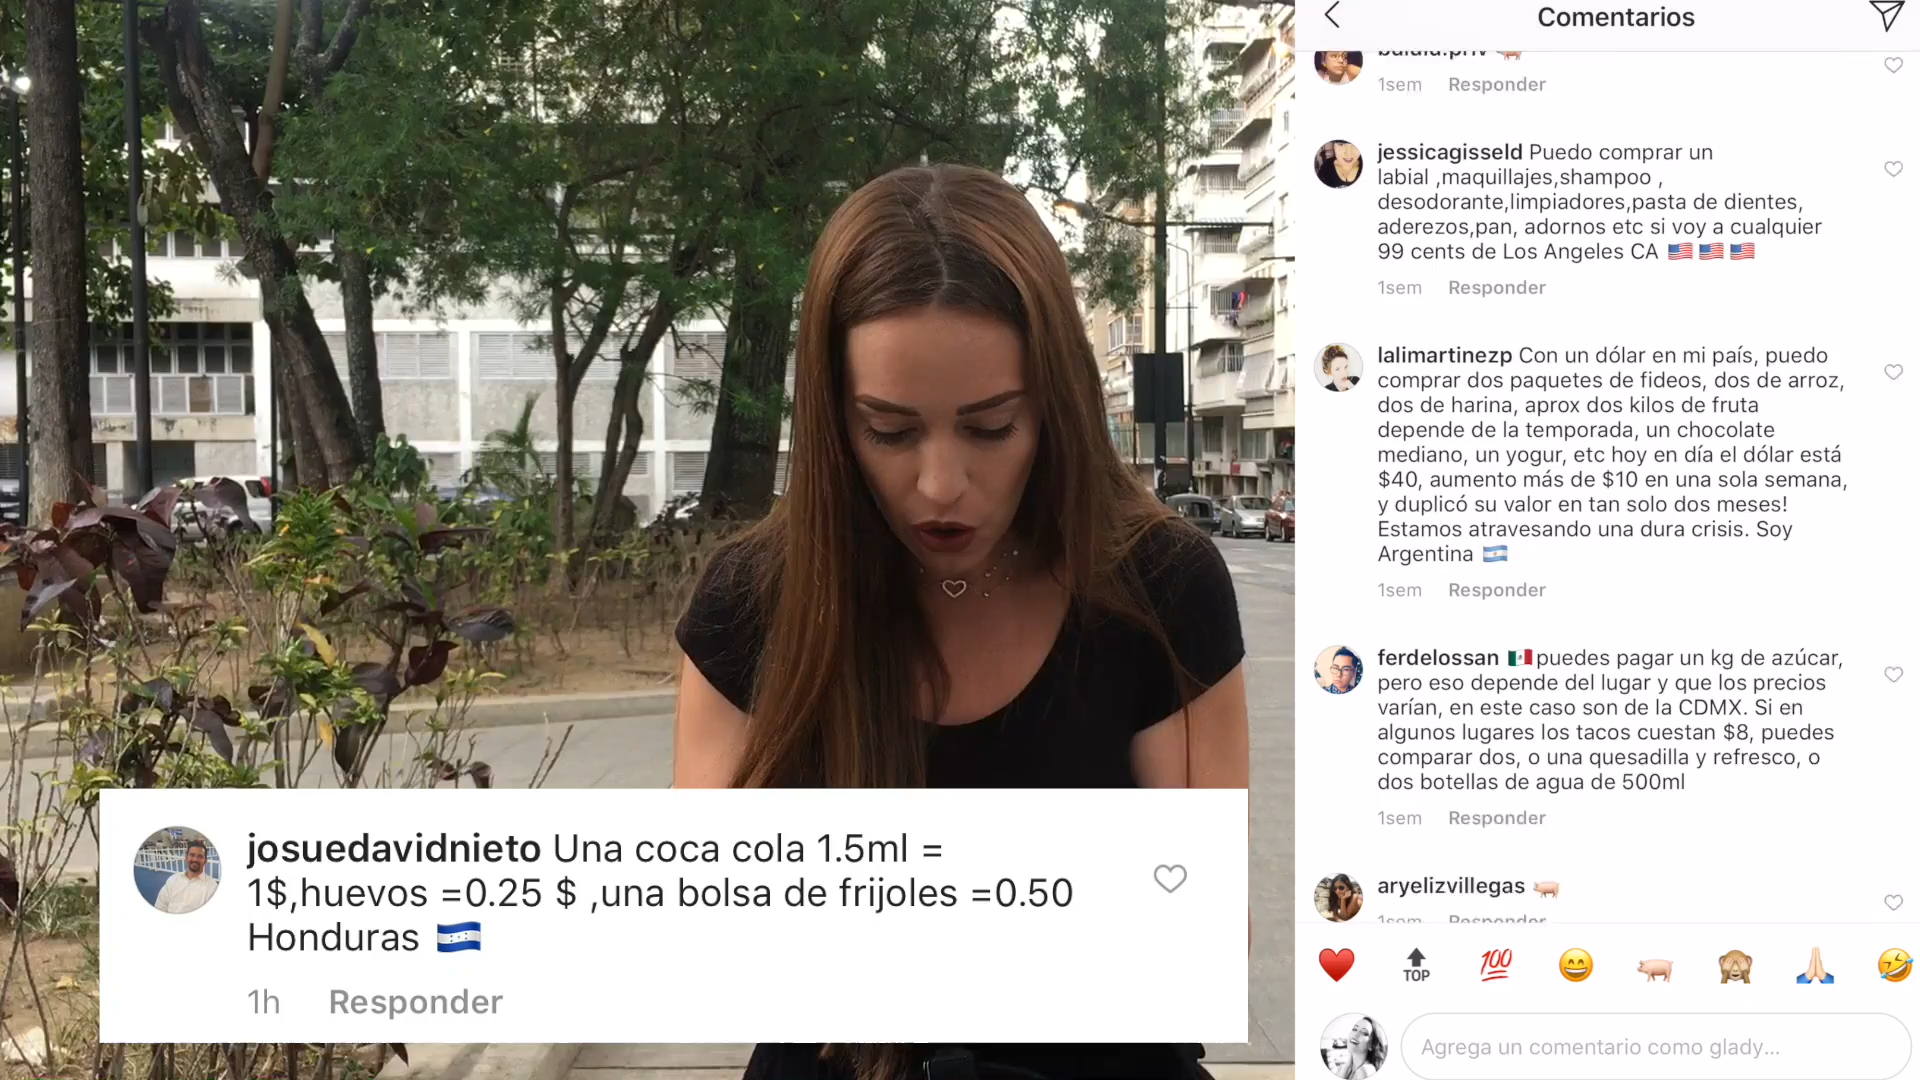 josuedavidnieto Una coca cola 1.5ml =
1$,huevos =0.25 $ ,una bolsa de frijoles =0.50
Honduras 🇭🇳
1h Responder
Comentarios
1sem Responder
jessicagisseld Puedo comprar un
labial ,maquillajes,shampoo ,
desodorante,limpiadores,pasta de dientes,
aderezos,pan, adornos etc si voy a cualquier
99 cents de Los Angeles CA 🇺🇸 🇺🇸 🇺🇸
1sem Responder
lalimartinezp Con un dólar en mi país, puedo
comprar dos paquetes de fideos, dos de arroz,
dos de harina, aprox dos kilos de fruta
depende de la temporada, un chocolate
mediano, un yogur, etc hoy en día el dólar está
$40, aumento más de $10 en una sola semana,
y duplicó su valor en tan solo dos meses!
Estamos atravesando una dura crisis. Soy
Argentina 🇦🇷
1sem Responder
ferdelossan 🇲🇽puedes pagar un kg de azúcar,
pero eso depende del lugar y que los precios
varían, en este caso son de la CDMX. Si en
algunos lugares los tacos cuestan $8, puedes
comparar dos, o una quesadilla y refresco, o
dos botellas de agua de 500ml
1sem Responder
aryelizvillegas 🐖
1sem Responder
❤️ 🔝 💯 😄 🐖 🙈 🙏🏻 🤣
Agrega un comentario como glady...